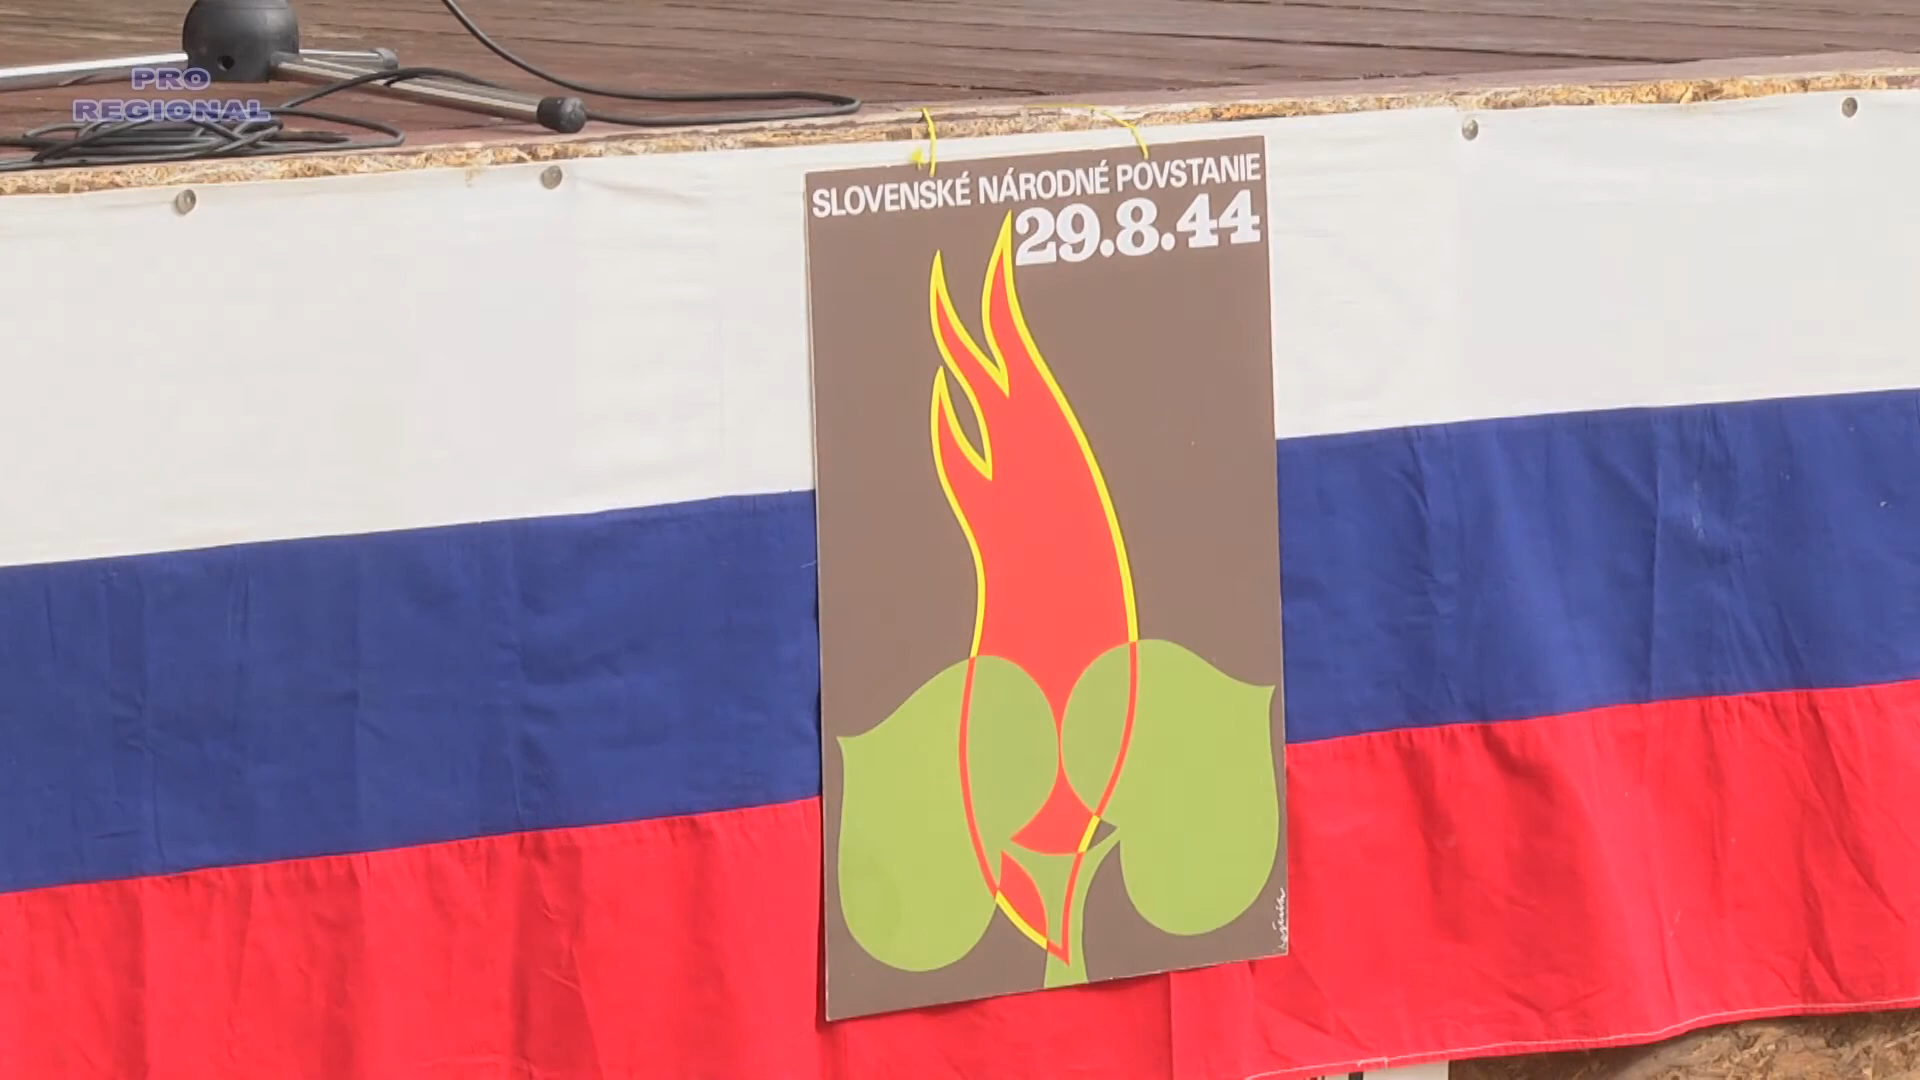 PRO
REGIONAL
SLOVENSKÉ NÁRODNÉ POVSTANIE
29.8.44